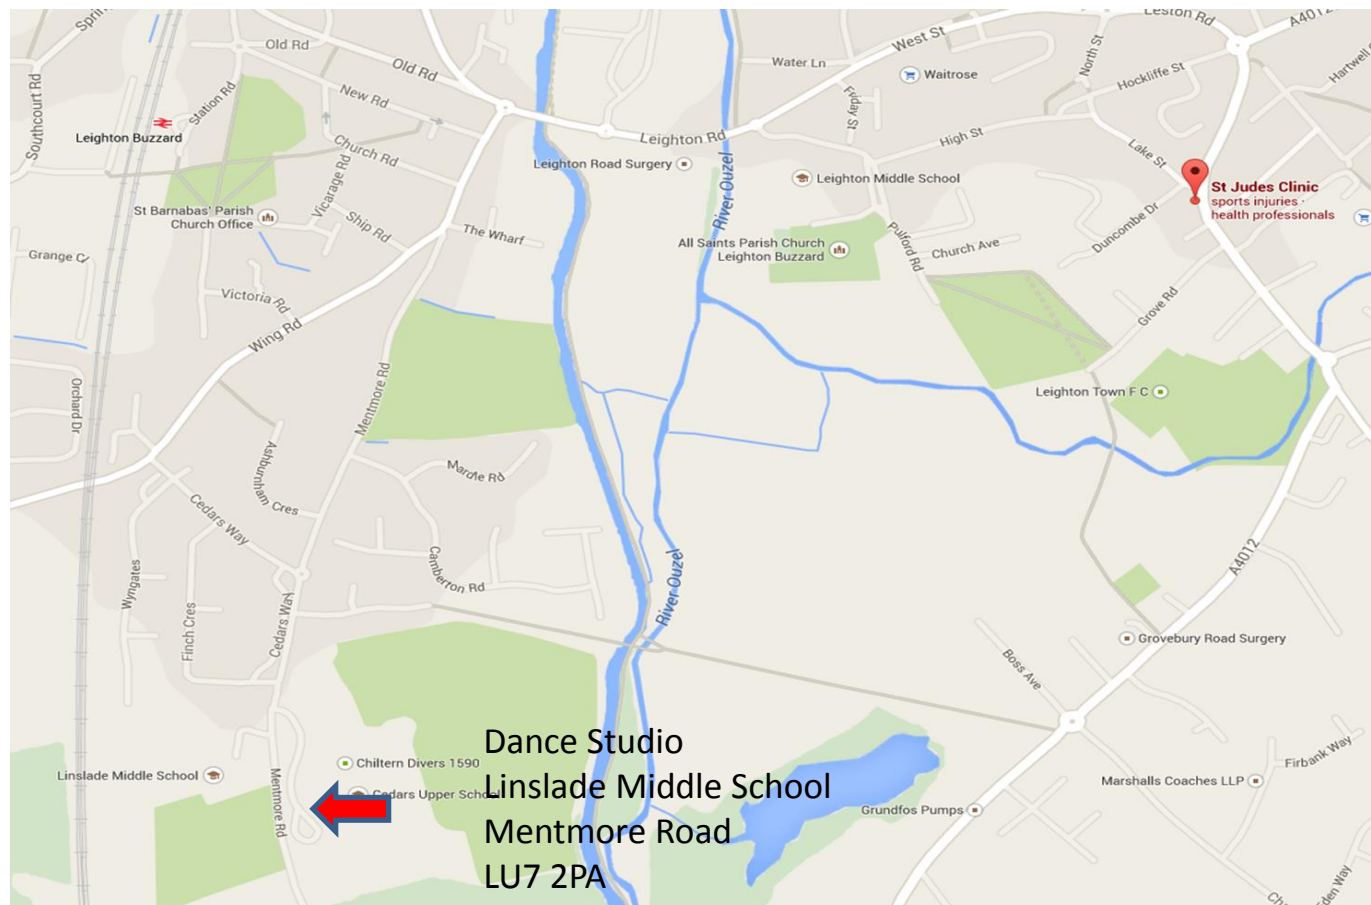 Spri
Leston Rd
A4012
Old Rd
Old Rd
West St
North St
Water Ln
Waitrose
Hockliffe St
Hartwell
Southcourt Rd
Station Rd
New Rd
Friday St
Leighton Buzzard
Church Rd
Leighton Rd
High St
Lake St
Leighton Road Surgery
River Ouzel
Leighton Middle School
St Judes Clinic
sports injuries ·
health professionals
Vicarage Rd
St Barnabas' Parish
Church Office
Ship Rd
The Wharf
All Saints Parish Church
Leighton Buzzard
Pulford Rd
Church Ave
Duncombe Dr
Grange Cl
Victoria Rd
Wing Rd
Grove Rd
Orchard Dr
Mentmore Rd
Leighton Town F C
Ashburnham Cres
Mardle Rd
Cedars Way
Camberton Rd
River Ouzel
A4012
Wyngates
Finch Cres
Cedars Way
Boss Ave
Grovebury Road Surgery
Linslade Middle School
Mentmore Rd
Chiltern Divers 1590
Cedars Upper School
Dance Studio
Linslade Middle School
Mentmore Road
LU7 2PA
Grundfos Pumps
Marshalls Coaches LLP
Firbank Way